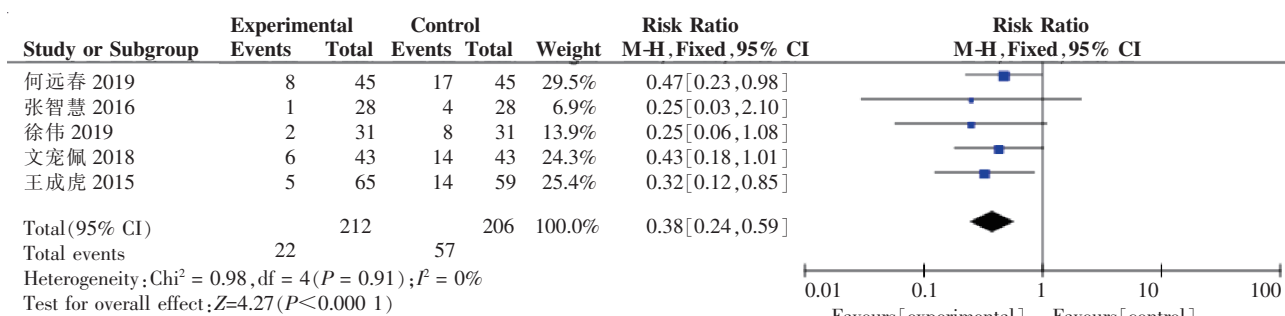 Experimental Control Risk Ratio Risk Ratio
Study or Subgroup Events Total Events Total Weight M-H,Fixed,95% CI M-H,Fixed,95% CI
何远春 2019 8 45 17 45 29.5% 0.47[0.23,0.98]
张智慧 2016 1 28 4 28 6.9% 0.25[0.03,2.10]
徐伟 2019 2 31 8 31 13.9% 0.25[0.06,1.08]
文宠佩 2018 6 43 14 43 24.3% 0.43[0.18,1.01]
王成虎 2015 5 65 14 59 25.4% 0.32[0.12,0.85]
Total(95% CI) 212 206 100.0% 0.38[0.24,0.59]
Total events 22 57
Heterogeneity:Chi² = 0.98,df = 4(P = 0.91);I² = 0%
Test for overall effect:Z=4.27(P<0.000 1)
0.01 0.1 1 10 100
Favours[experimental] Favours[control]